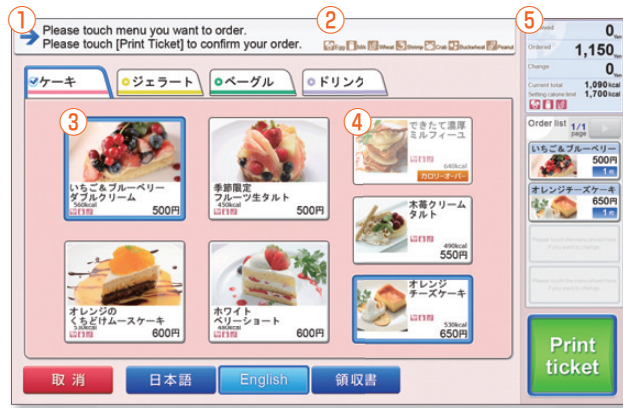 ① ② ⑤
Please touch menu you want to order.
Please touch [Print Ticket] to confirm your order.
Egg Milk Wheat Shrimp Crab Buckwheat Peanut
ケーキ
ジェラート
ベーグル
ドリンク
③
いちご&ブルーベリー
ダブルクリーム
560kcal
500円
季節限定
フルーツ生タルト
450kcal
500円
④
できたて濃厚
ミルフィーユ
640kcal
カロリーオーバー
木苺クリーム
タルト
490kcal
550円
オレンジの
くちどけムースケーキ
530kcal
600円
ホワイト
ベリーショート
480kcal
600円
オレンジ
チーズケーキ
530kcal
650円
取消
日本語
English
領収書
0
Ordered
1,150
Change
0
Current total 1,090kcal
Setting calorie limit 1,700kcal
Order list 1/1
page
いちご&ブルーベリー
500円
1枚
オレンジチーズケーキ
650円
1枚
Print
ticket